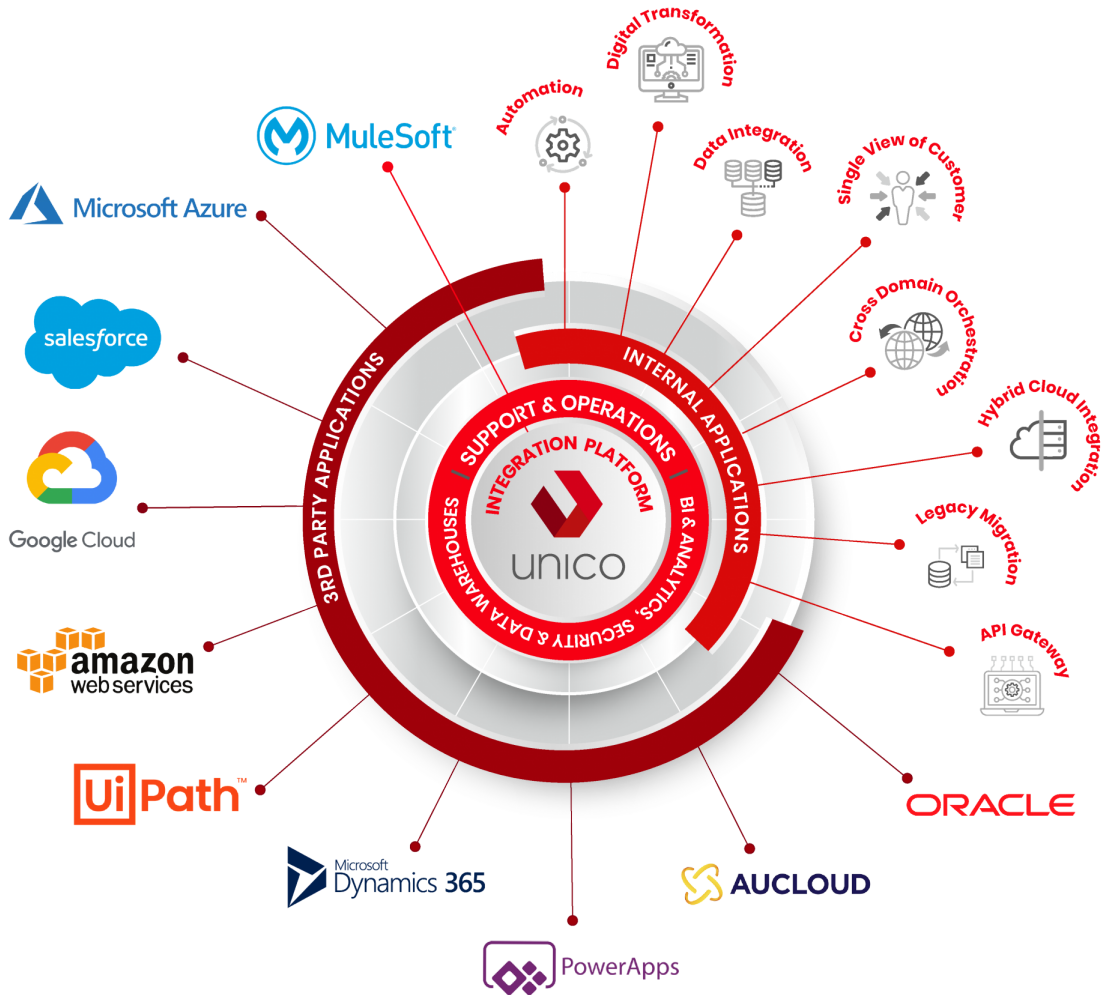 Digital Transformation
Automation
MuleSoft
Data Integration
Single View of Customer
Microsoft Azure
Cross Domain Orchestration
salesforce
Hybrid Cloud Integration
3RD PARTY APPLICATIONS
INTERNAL APPLICATIONS
SUPPORT & OPERATIONS
INTEGRATION PLATFORM
BI & ANALYTICS, SECURITY & DATA WAREHOUSES
unico
Google Cloud
Legacy Migration
API Gateway
amazon
web services
UiPath™
ORACLE
Microsoft
Dynamics 365
AUCLOUD
PowerApps